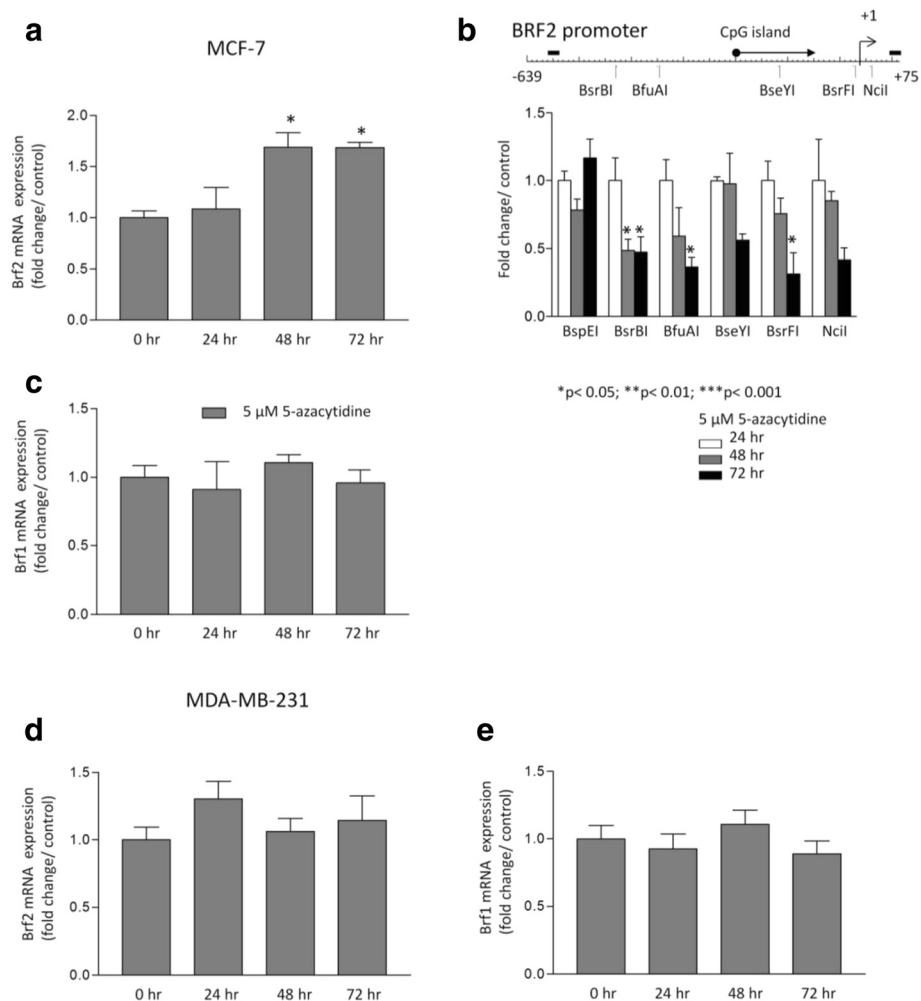 a
MCF-7
Brf2 mRNA expression
(fold change/ control)
2.0
1.5
1.0
0.5
0.0
*
*
0 hr 24 hr 48 hr 72 hr
b
BRF2 promoter
CpG island
+1
-639
+75
BsrBI BfuAI BseYI BsrFI NciI
Fold change/ control
1.5
1.0
0.5
0.0
* *
*
*
BspEI BsrBI BfuAI BseYI BsrFI NciI
*p< 0.05; **p< 0.01; ***p< 0.001
5 μM 5-azacytidine
24 hr
48 hr
72 hr
c
Brf1 mRNA expression
(fold change/ control)
1.5
1.0
0.5
0.0
5 μM 5-azacytidine
0 hr 24 hr 48 hr 72 hr
MDA-MB-231
d
Brf2 mRNA expression
(fold change/ control)
1.5
1.0
0.5
0.0
0 hr 24 hr 48 hr 72 hr
e
Brf1 mRNA expression
(fold change/ control)
1.5
1.0
0.5
0.0
0 hr 24 hr 48 hr 72 hr